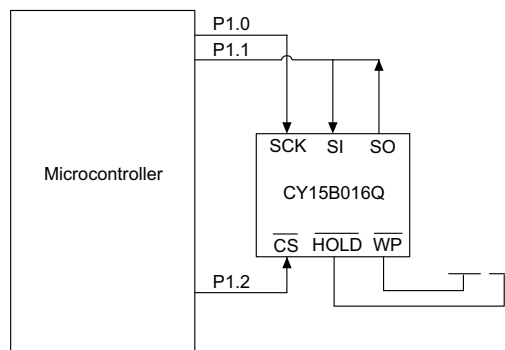 P1.0
P1.1
SCK SI SO
Microcontroller
CY15B016Q
CS HOLD WP
P1.2